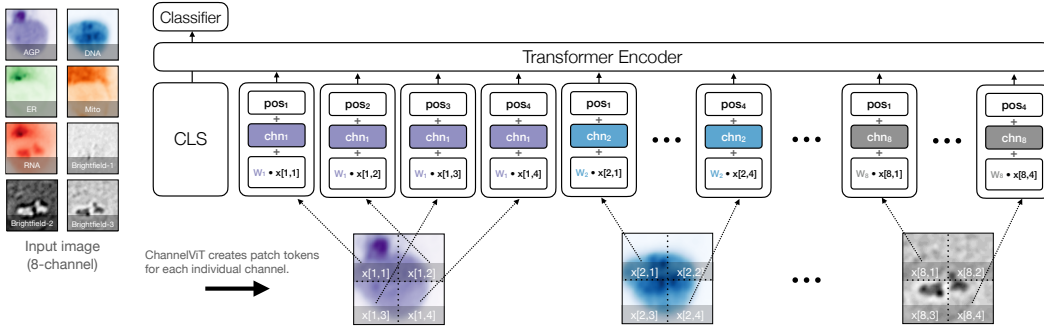 AGP
DNA
ER
Mito
RNA
Brightfield-1
Brightfield-2
Brightfield-3
Input image
(8-channel)
Classifier
Transformer Encoder
CLS
pos₁
+
chn₁
+
W₁ • x[1,1]
pos₂
+
chn₁
+
W₁ • x[1,2]
pos₃
+
chn₁
+
W₁ • x[1,3]
pos₄
+
chn₁
+
W₁ • x[1,4]
pos₁
+
chn₂
+
W₂ • x[2,1]
•••
pos₄
+
chn₂
+
W₂ • x[2,4]
•••
pos₁
+
chn₈
+
W₈ • x[8,1]
•••
pos₄
+
chn₈
+
W₈ • x[8,4]
ChannelViT creates patch tokens
for each individual channel.
x[1,1] x[1,2]
x[1,3] x[1,4]
x[2,1] x[2,2]
x[2,3] x[2,4]
•••
x[8,1] x[8,2]
x[8,3] x[8,4]